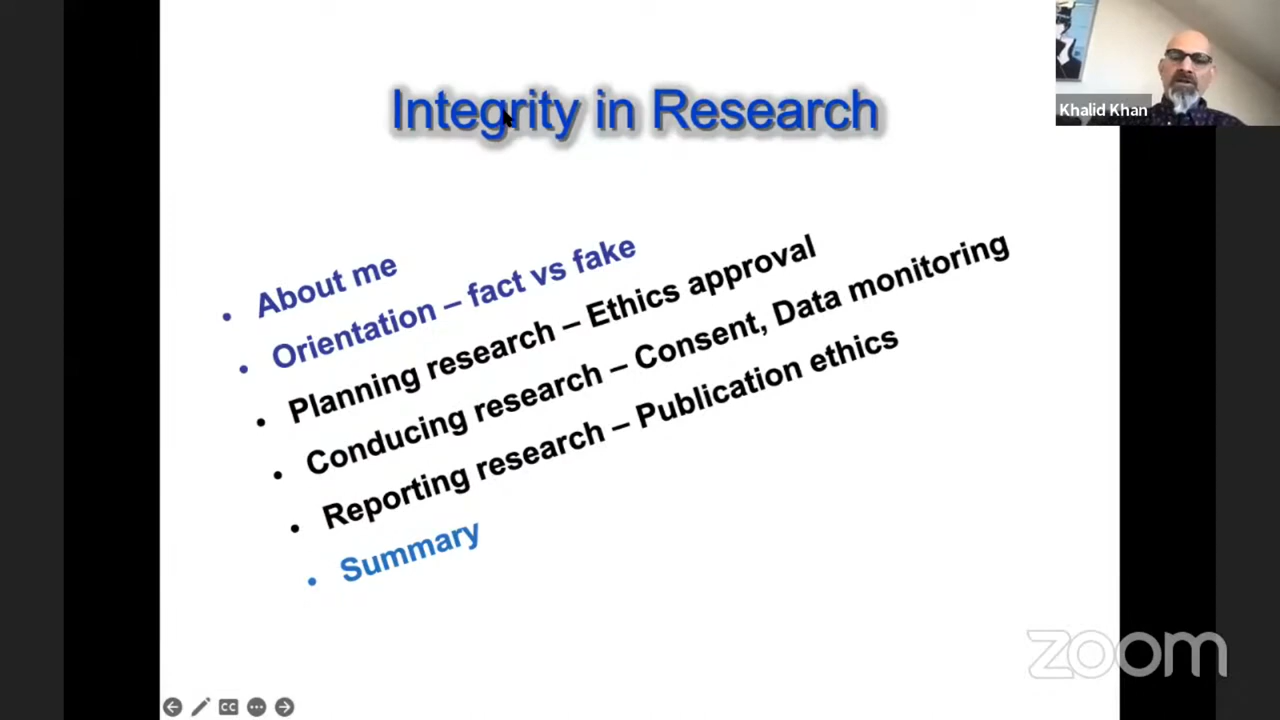 Integrity in Research
Khalid Khan
• About me
• Orientation – fact vs fake
• Planning research – Ethics approval
• Conducing research – Consent, Data monitoring
• Reporting research – Publication ethics
• Summary
zoom
CC